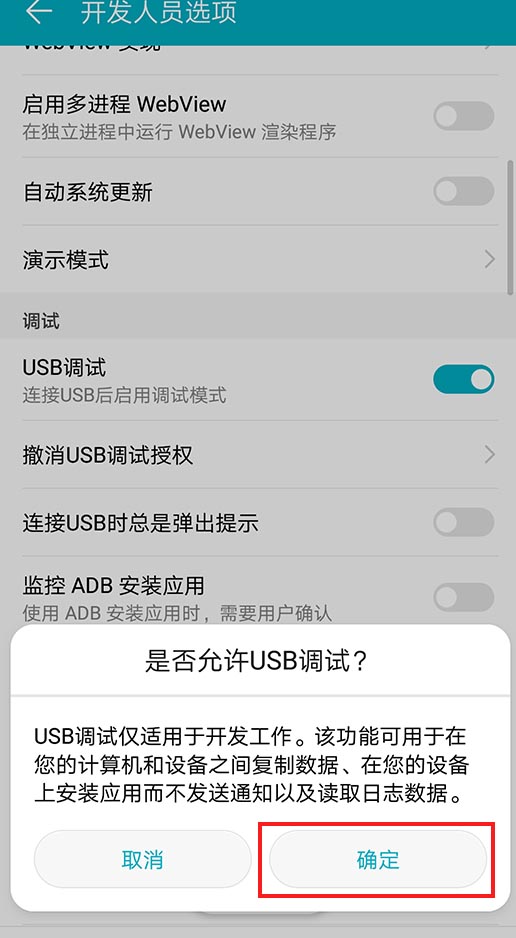 开发人员选项
WebView 实现
启用多进程 WebView
在独立进程中运行 WebView 渲染程序
自动系统更新
演示模式
调试
USB调试
连接USB后启用调试模式
撤消USB调试授权
连接USB时总是弹出提示
监控 ADB 安装应用
使用 ADB 安装应用时，需要用户确认
是否允许USB调试？
USB调试仅适用于开发工作。该功能可用于在
您的计算机和设备之间复制数据、在您的设备
上安装应用而不发送通知以及读取日志数据。
取消
确定